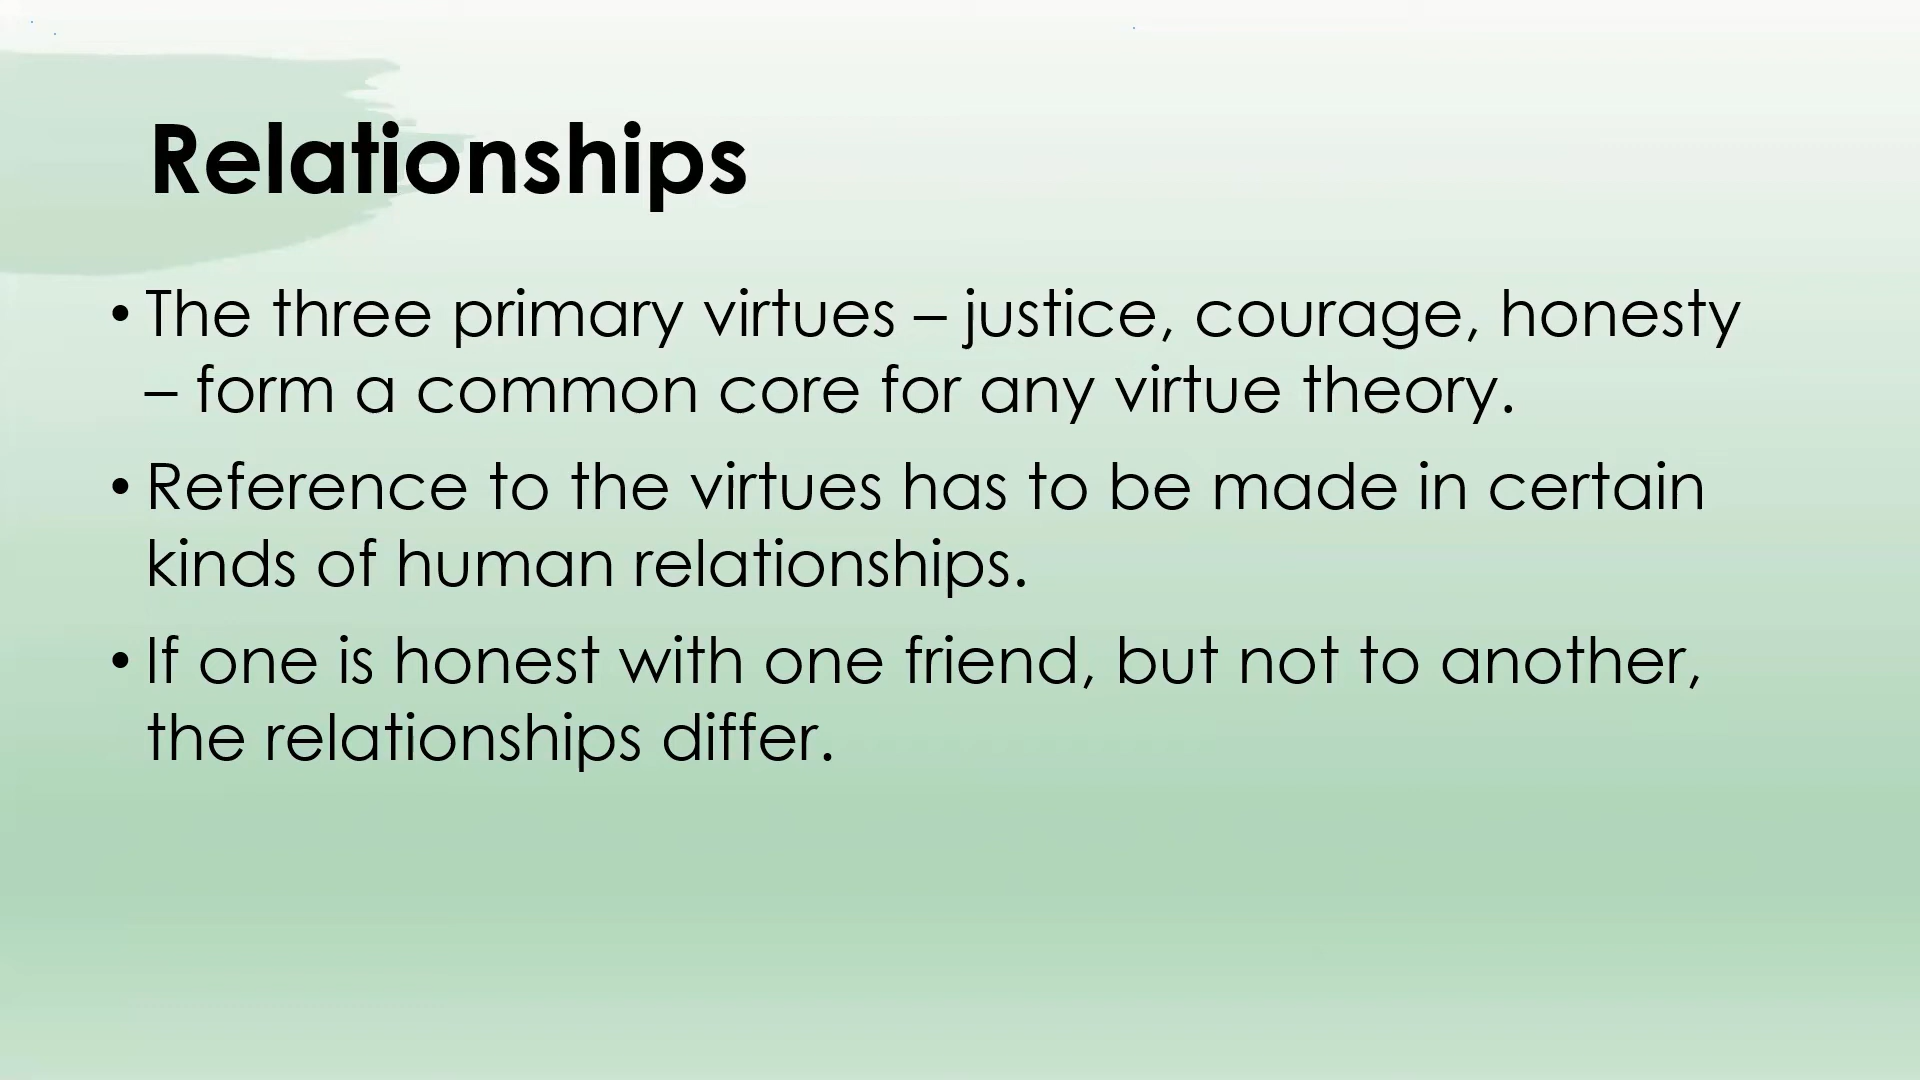 Relationships
• The three primary virtues – justice, courage, honesty
– form a common core for any virtue theory.
• Reference to the virtues has to be made in certain
kinds of human relationships.
• If one is honest with one friend, but not to another,
the relationships differ.